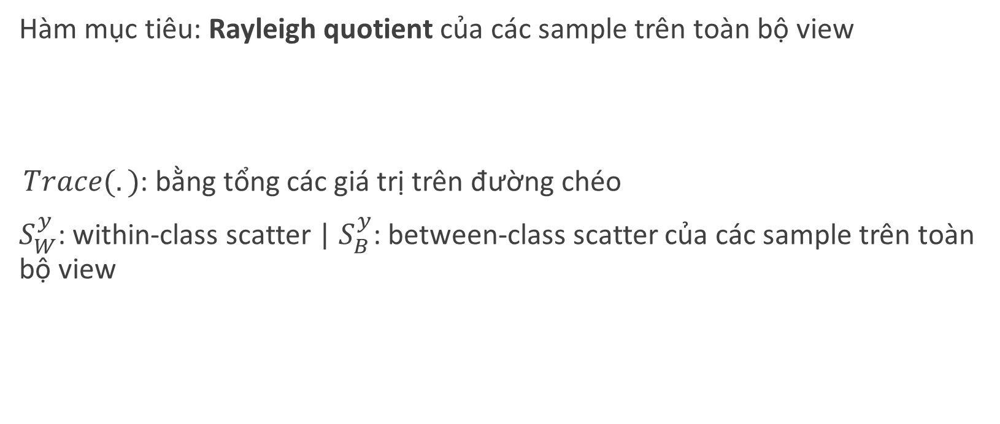 Hàm mục tiêu: Rayleigh quotient của các sample trên toàn bộ view
Trace(.): bằng tổng các giá trị trên đường chéo
S_W^y: within-class scatter | S_B^y: between-class scatter của các sample trên toàn
bộ view